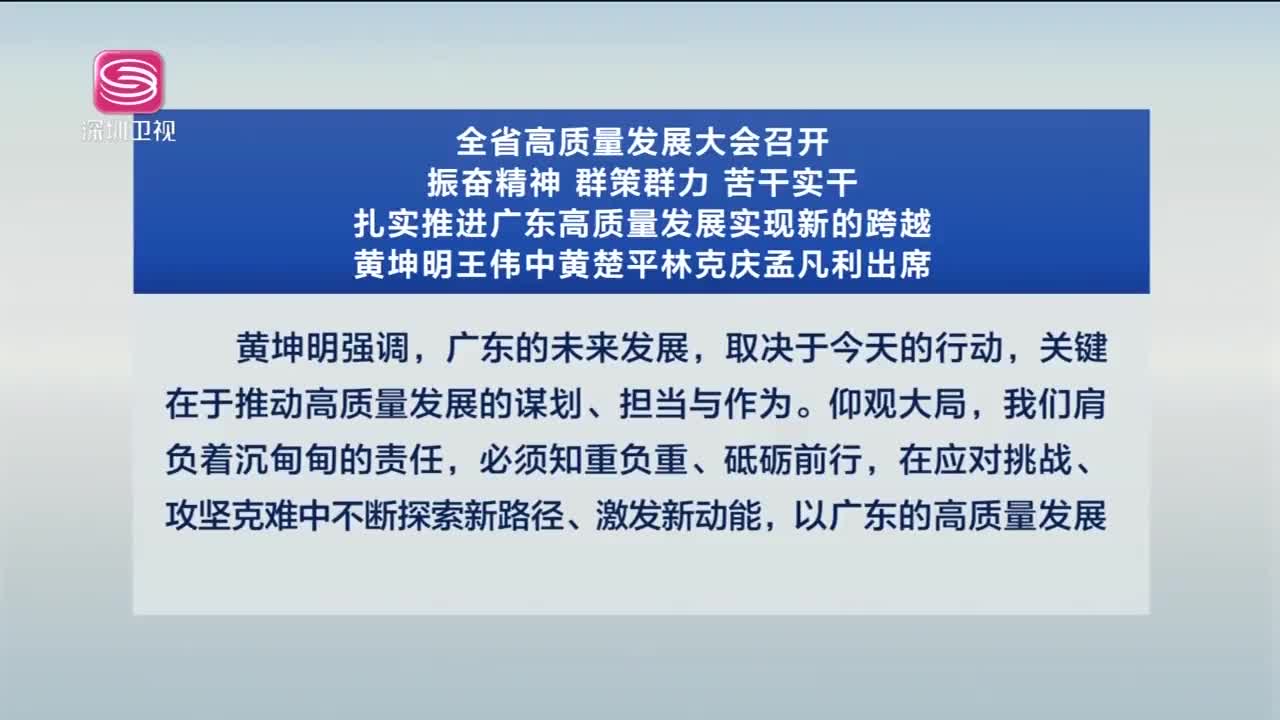 深圳卫视
全省高质量发展大会召开
振奋精神 群策群力 苦干实干
扎实推进广东高质量发展实现新的跨越
黄坤明王伟中黄楚平林克庆孟凡利出席
黄坤明强调，广东的未来发展，取决于今天的行动，关键
在于推动高质量发展的谋划、担当与作为。仰观大局，我们肩
负着沉甸甸的责任，必须知重负重、砥砺前行，在应对挑战、
攻坚克难中不断探索新路径、激发新动能，以广东的高质量发展